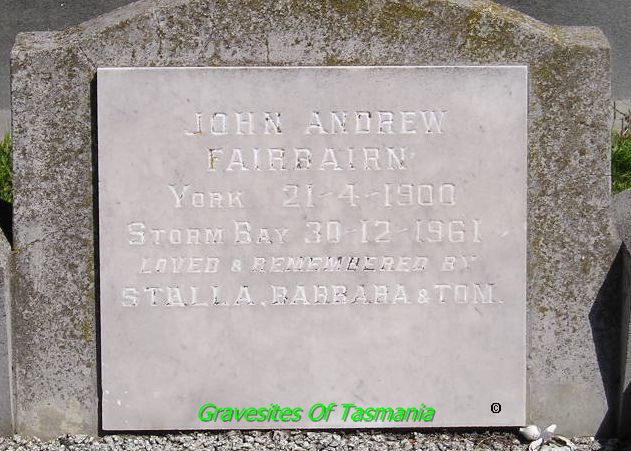 JOHN ANDREW
FAIRBAIRN
YORK 21-4-1900
STORM BAY 30-12-1961
LOVED & REMEMBERED BY
STALLA, BARBARA & TOM.
Gravesites Of Tasmania ©